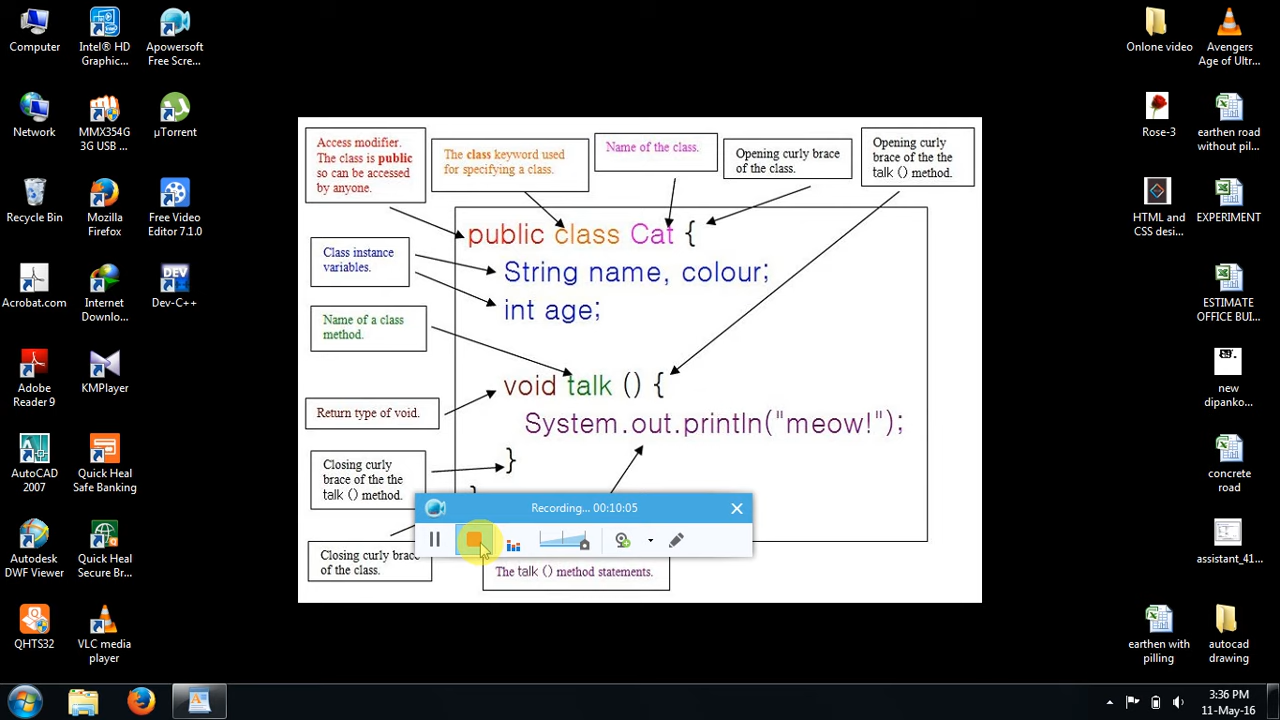 Computer
Intel® HD
Graphic...
Apowersoft
Free Scre...
Network
MMX354G
3G USB ...
µTorrent
Recycle Bin
Mozilla
Firefox
Free Video
Editor 7.1.0
Acrobat.com
Internet
Downlo...
Dev-C++
Adobe
Reader 9
KMPlayer
AutoCAD
2007
Quick Heal
Safe Banking
Autodesk
DWF Viewer
Quick Heal
Secure Br...
QHTS32
VLC media
player
Access modifier.
The class is public
so can be accessed
by anyone.
The class keyword used
for specifying a class.
Name of the class.
Opening curly brace
of the class.
Opening curly
brace of the the
talk () method.
public class Cat {
Class instance
variables.
String name, colour;
int age;
Name of a class
method.
void talk () {
Return type of void.
System.out.println("meow!");
}
Closing curly
brace of the the
talk () method.
Recording... 00:10:05
Closing curly brace
of the class.
The talk () method statements.
Onlone video
Avengers
Age of Ultr...
Rose-3
earthen road
without pil...
HTML and
CSS desi...
EXPERIMENT
DEV
ESTIMATE
OFFICE BUI...
new
dipanko...
concrete
road
assistant_41...
earthen with
pilling
autocad
drawing
3:36 PM
11-May-16